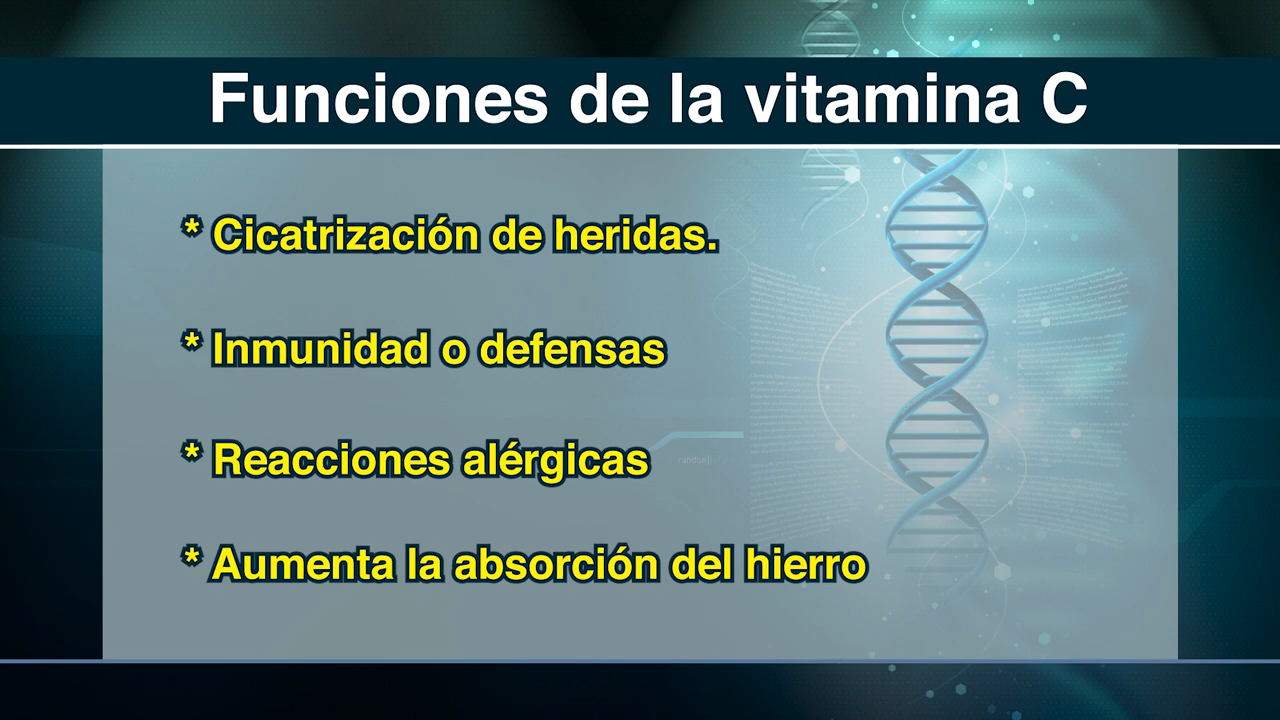 Funciones de la vitamina C
* Cicatrización de heridas.
* Inmunidad o defensas
* Reacciones alérgicas
* Aumenta la absorción del hierro